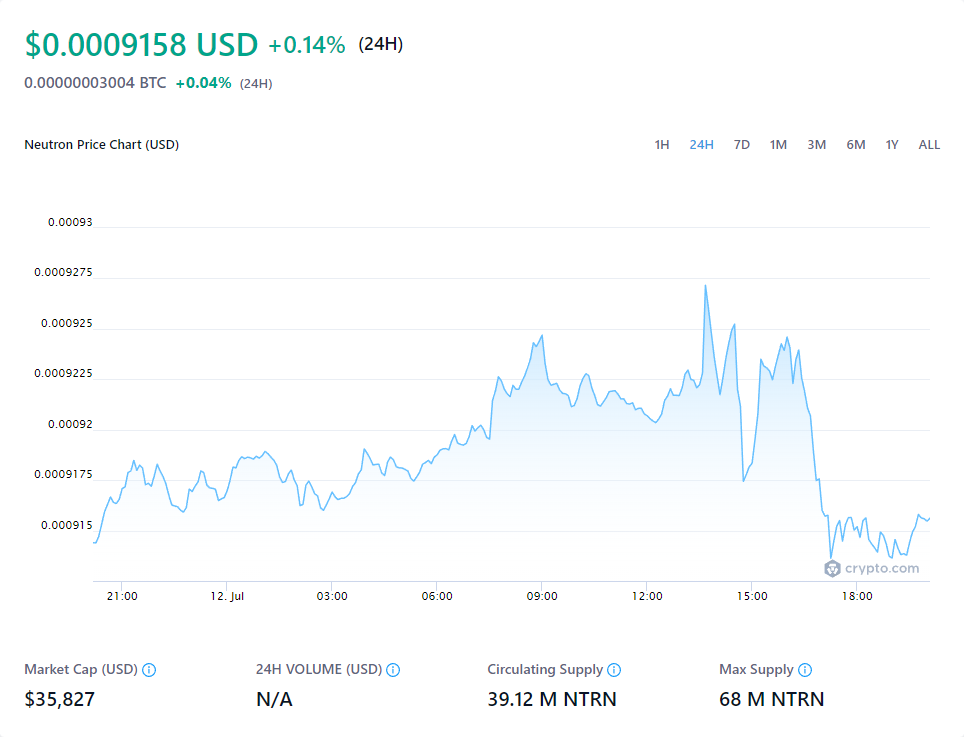 $0.0009158 USD +0.14% (24H)
0.00000003004 BTC +0.04% (24H)
Neutron Price Chart (USD) 1H 24H 7D 1M 3M 6M 1Y ALL
0.00093
0.0009275
0.000925
0.0009225
0.00092
0.0009175
0.000915
crypto.com
21:00 12. Jul 03:00 06:00 09:00 12:00 15:00 18:00
Market Cap (USD) 24H VOLUME (USD) Circulating Supply Max Supply
$35,827 N/A 39.12 M NTRN 68 M NTRN